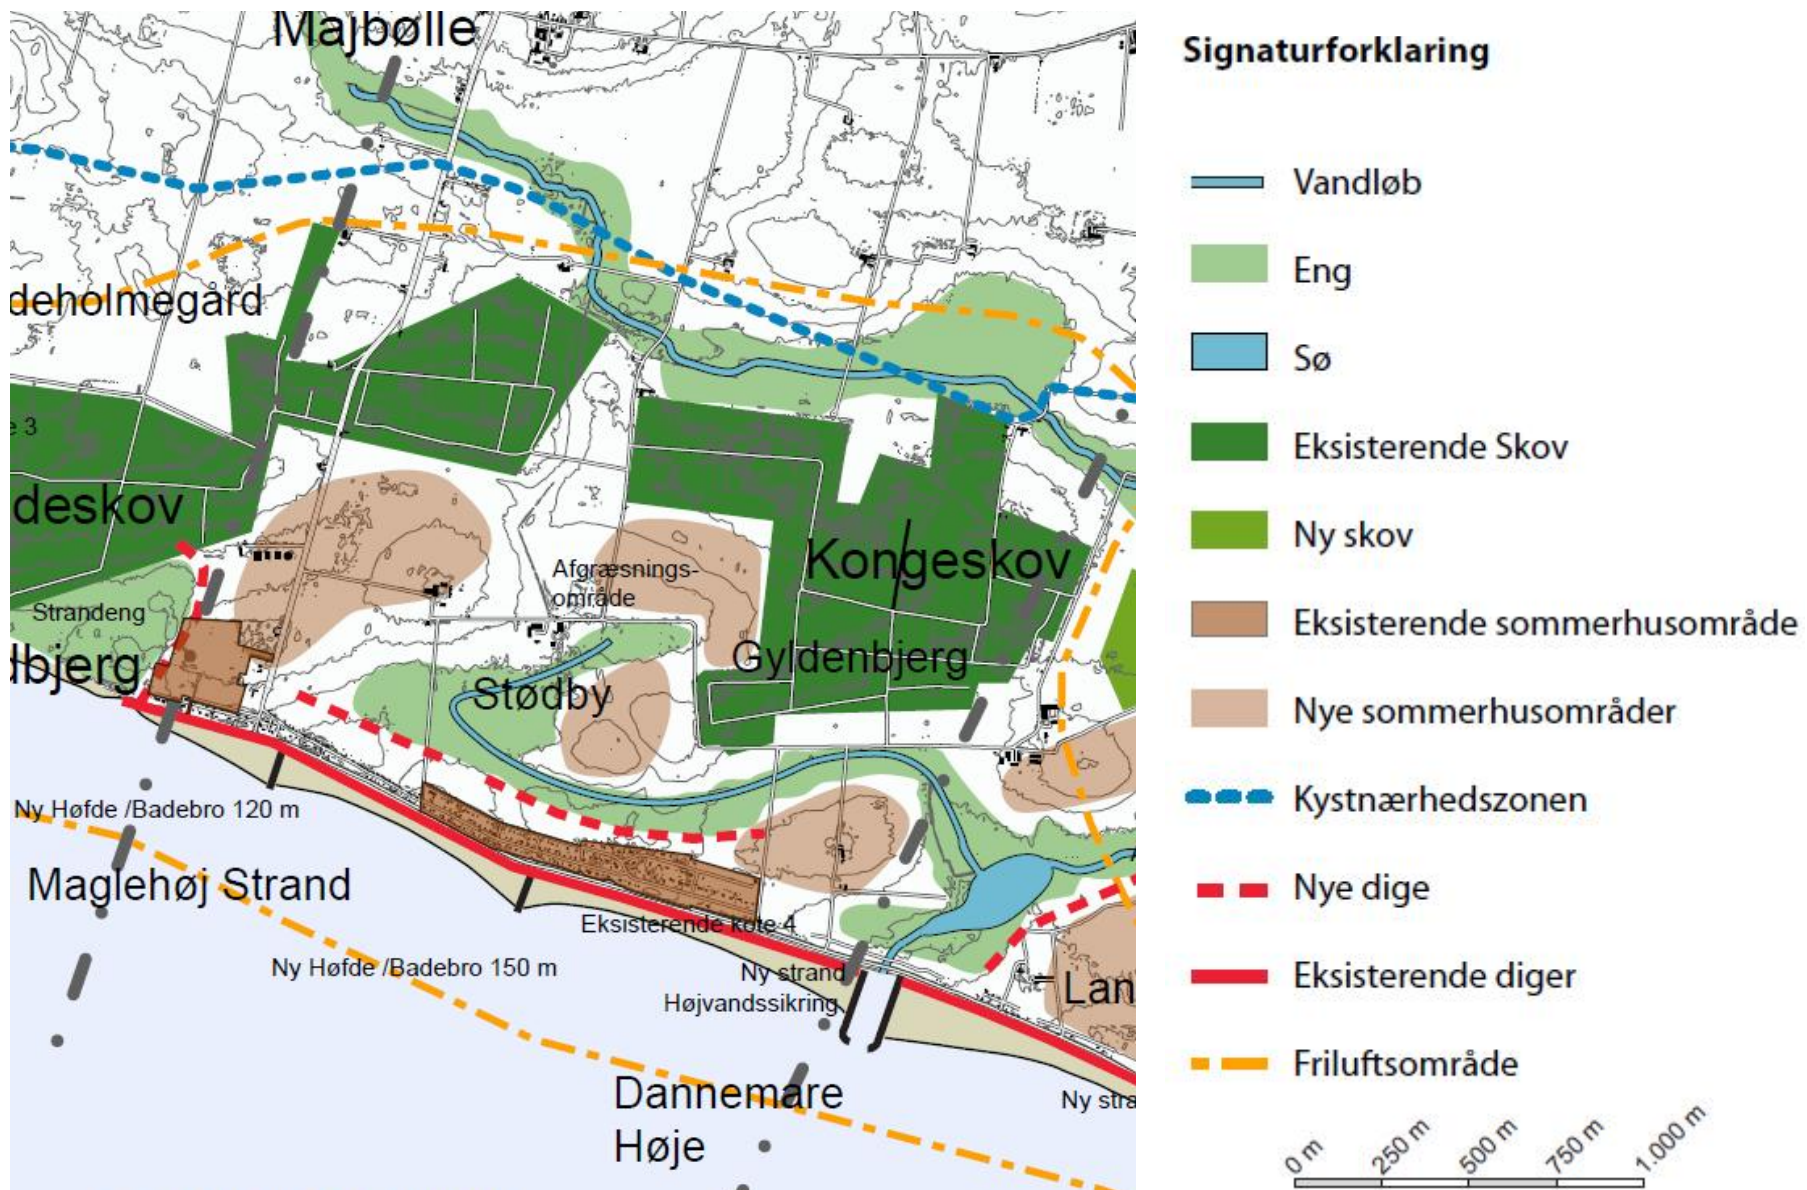 Majbølle
deholmegård
e 3
deskov
Strandeng
dbjerg
Afgræsnings-
område
Kongeskov
Gyldenbjerg
Stødby
Ny Høfde /Badebro 120 m
Maglehøj Strand
Eksisterende kote 4
Ny Høfde /Badebro 150 m
Ny strand
Højvandssikring
Lan
Dannemare
Høje
Ny stra
Signaturforklaring
Vandløb
Eng
Sø
Eksisterende Skov
Ny skov
Eksisterende sommerhusområde
Nye sommerhusområder
Kystnærhedszonen
Nye dige
Eksisterende diger
Friluftsområde
0 m 250 m 500 m 750 m 1.000 m